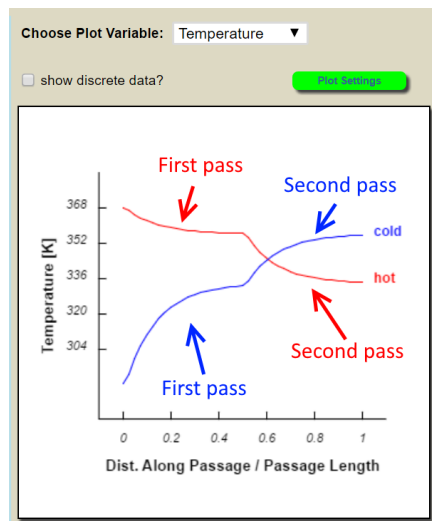 Choose Plot Variable: Temperature ▼
show discrete data?
Plot Settings
First pass
Second pass
368
cold
352
336
hot
320
Second pass
304
First pass
Temperature [K]
0 0.2 0.4 0.6 0.8 1
Dist. Along Passage / Passage Length